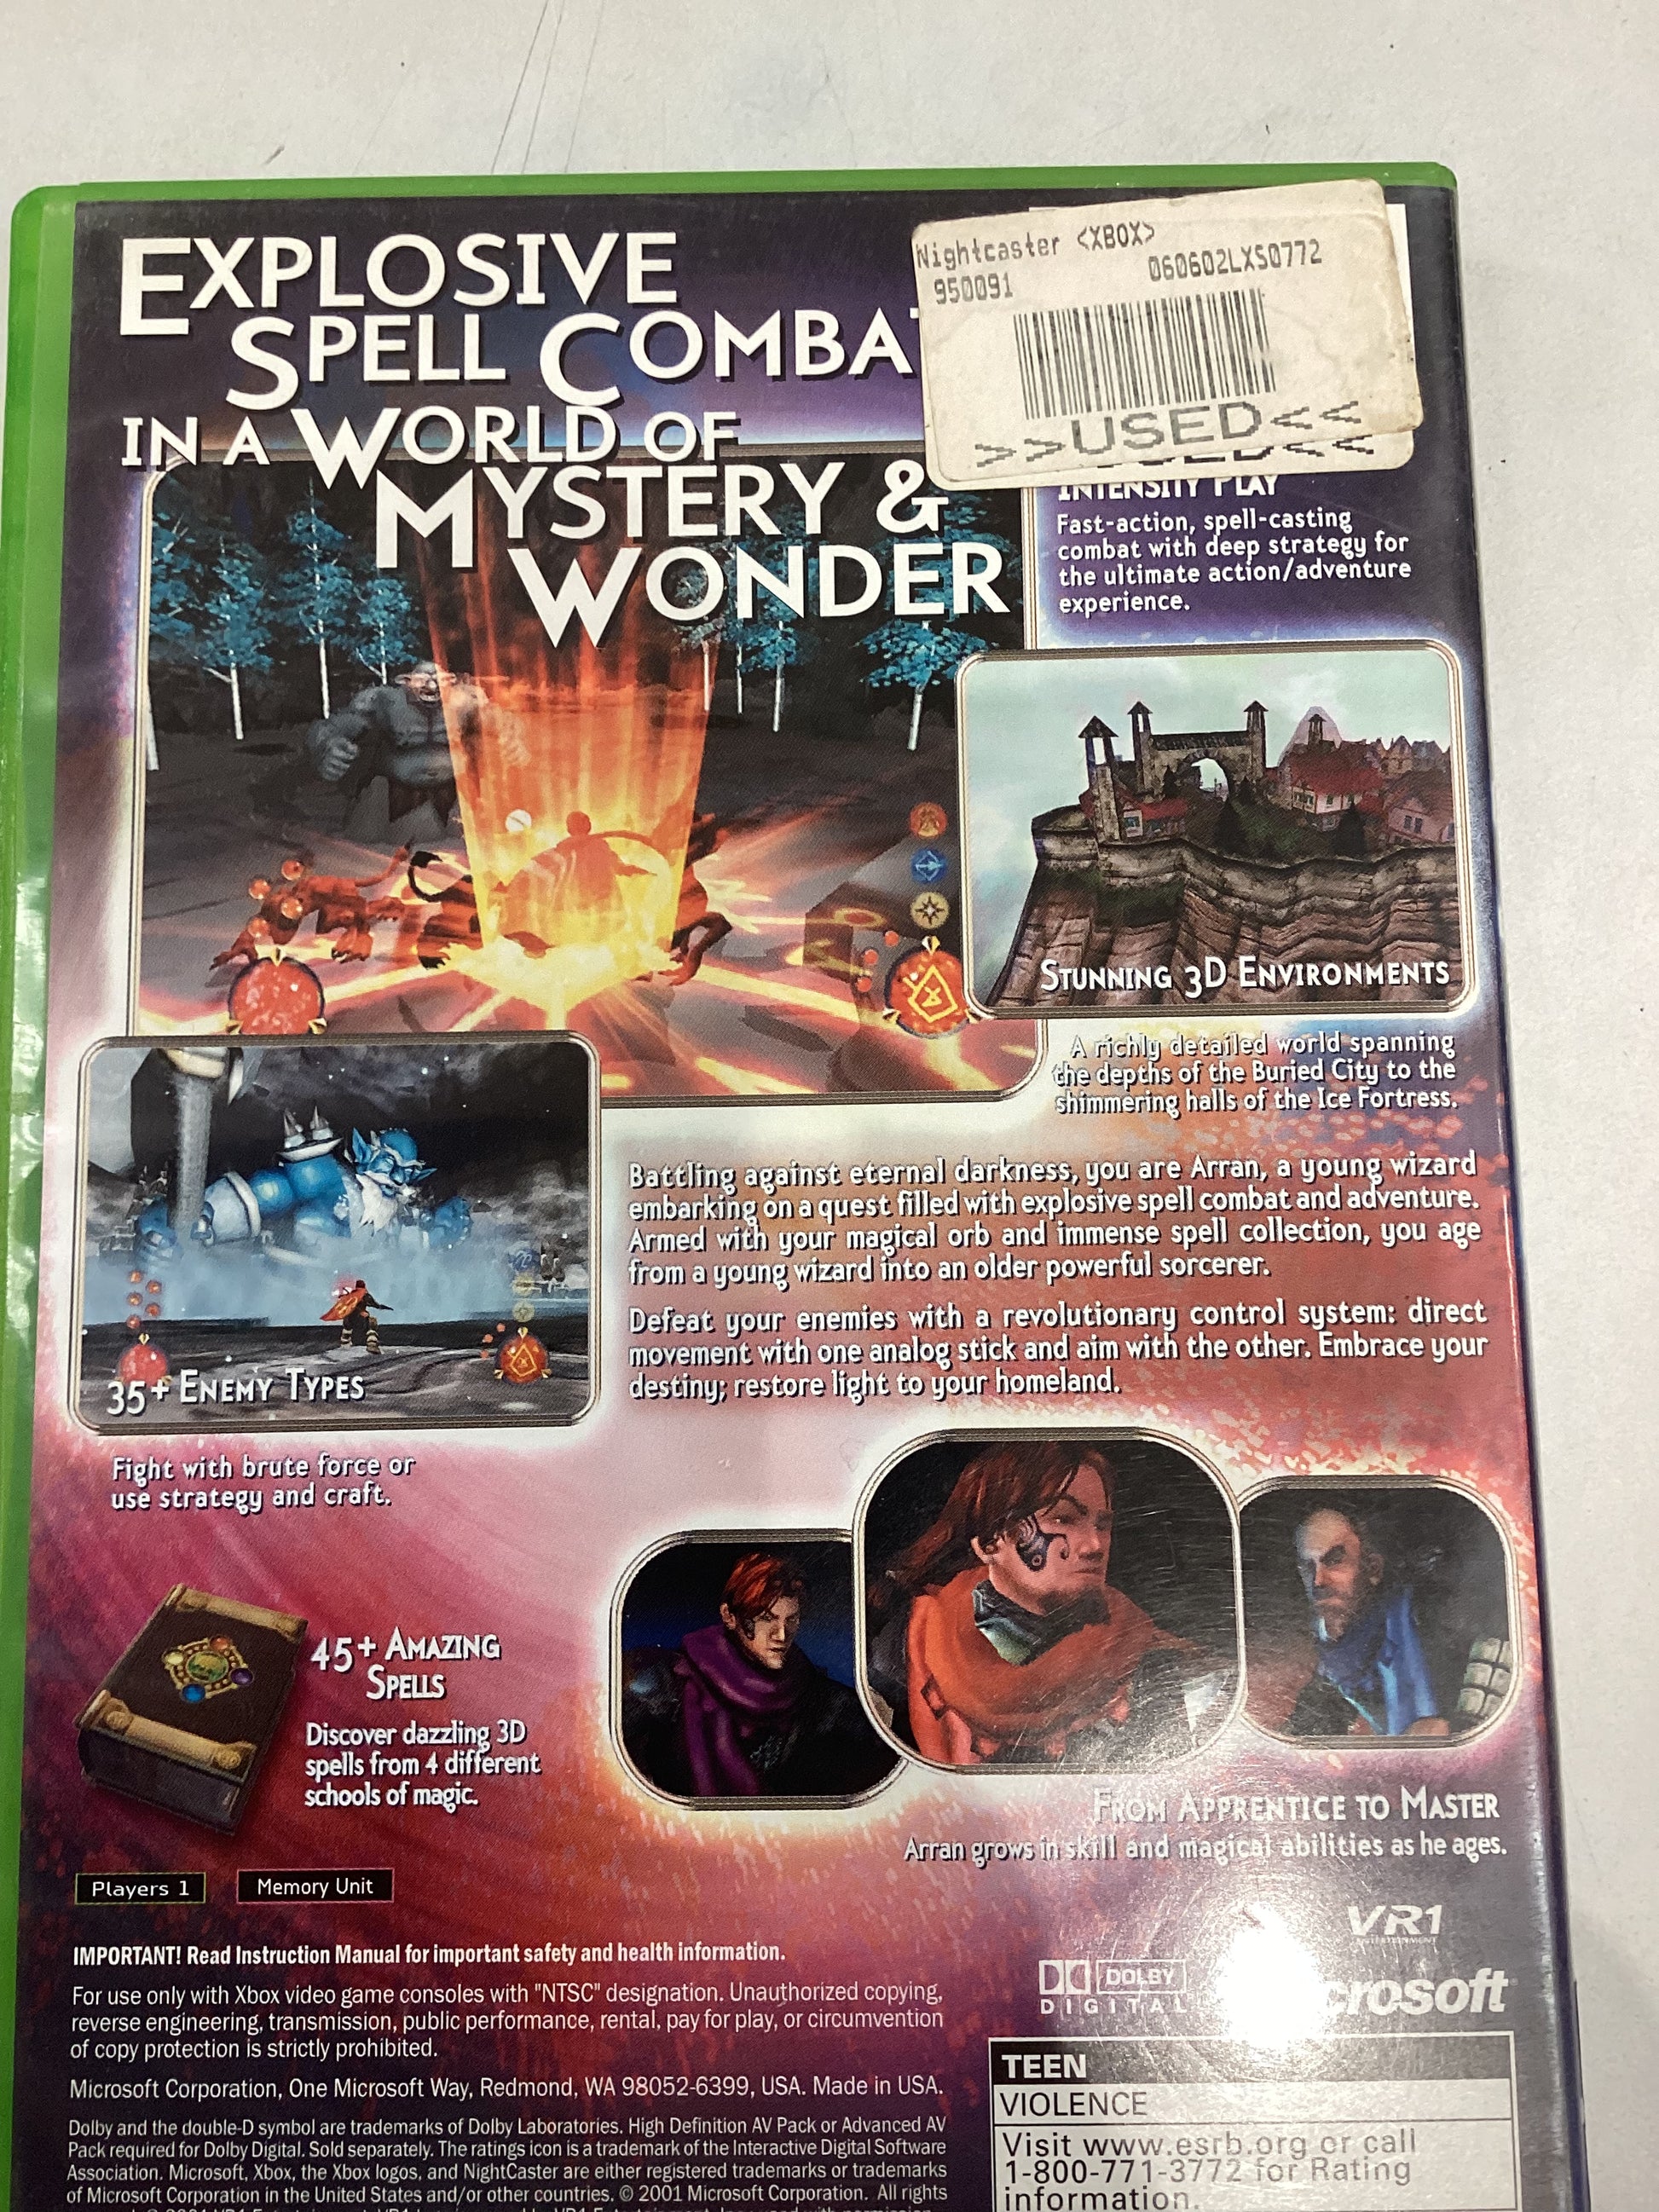 EXPLOSIVE
SPELL COMBAT
IN A WORLD OF
MYSTERY &
WONDER
Nightcaster <XBOX>
950091 060602LXS0772
>>USED<<
INTENSITY PLAY
Fast-action, spell-casting
combat with deep strategy for
the ultimate action/adventure
experience.
STUNNING 3D ENVIRONMENTS
A richly detailed world spanning
the depths of the Buried City to the
shimmering halls of the Ice Fortress.
Battling against eternal darkness, you are Arran, a young wizard
embarking on a quest filled with explosive spell combat and adventure.
Armed with your magical orb and immense spell collection, you age
from a young wizard into an older powerful sorcerer.
Defeat your enemies with a revolutionary control system: direct
movement with one analog stick and aim with the other. Embrace your
destiny; restore light to your homeland.
35+ ENEMY TYPES
Fight with brute force or
use strategy and craft.
45+ AMAZING
SPELLS
Discover dazzling 3D
spells from 4 different
schools of magic.
FROM APPRENTICE TO MASTER
Arran grows in skill and magical abilities as he ages.
Players 1 Memory Unit
VR1
ENTERTAINMENT
IMPORTANT! Read Instruction Manual for important safety and health information.
For use only with Xbox video game consoles with "NTSC" designation. Unauthorized copying,
reverse engineering, transmission, public performance, rental, pay for play, or circumvention
of copy protection is strictly prohibited.
Microsoft Corporation, One Microsoft Way, Redmond, WA 98052-6399, USA. Made in USA.
Dolby and the double-D symbol are trademarks of Dolby Laboratories. High Definition AV Pack or Advanced AV
Pack required for Dolby Digital. Sold separately. The ratings icon is a trademark of the Interactive Digital Software
Association. Microsoft, Xbox, the Xbox logos, and NightCaster are either registered trademarks or trademarks
of Microsoft Corporation in the United States and/or other countries. © 2001 Microsoft Corporation. All rights
DOLBY
DIGITAL
crosoft
TEEN
VIOLENCE
Visit www.esrb.org or call
1-800-771-3772 for Rating
information.